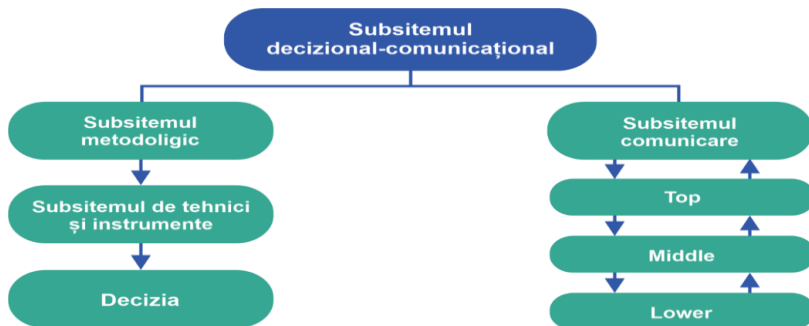 Subsitemul
decizional-comunicațional
Subsitemul
metodoligic
Subsitemul
comunicare
Subsitemul de tehnici
și instrumente
Top
Middle
Decizia
Lower